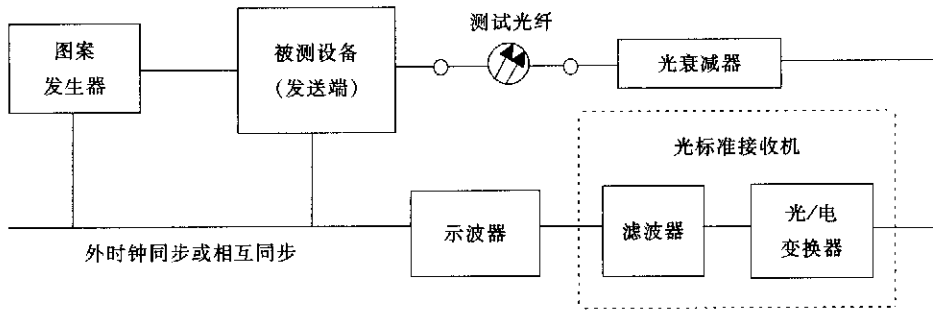 图案
发生器
被测设备
(发送端)
测试光纤
光衰减器
光标准接收机
示波器
滤波器
光/电
变换器
外时钟同步或相互同步